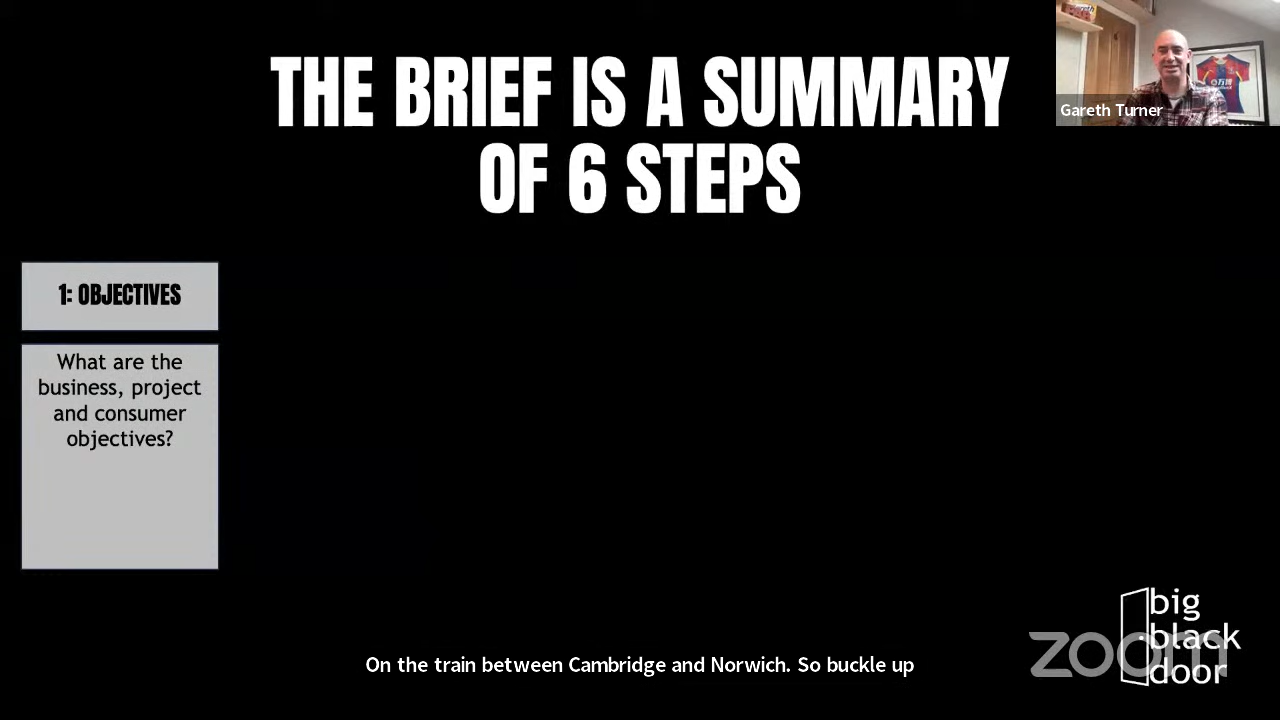 THE BRIEF IS A SUMMARY
OF 6 STEPS
Gareth Turner
1: OBJECTIVES
What are the
business, project
and consumer
objectives?
big
black
door
zoom
On the train between Cambridge and Norwich. So buckle up